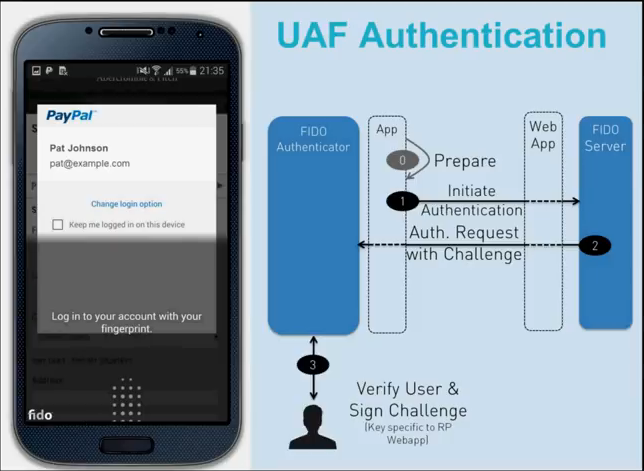 UAF Authentication
55% 21:35
Abercrombie & Fitch
PayPal
Pat Johnson
pat@example.com
Change login option
Keep me logged in on this device
Log in to your account with your
fingerprint.
fido
FIDO
Authenticator
App
Web
App
FIDO
Server
0
Prepare
1
Initiate
Authentication
Auth. Request
with Challenge
2
3
Verify User &
Sign Challenge
(Key specific to RP
Webapp)